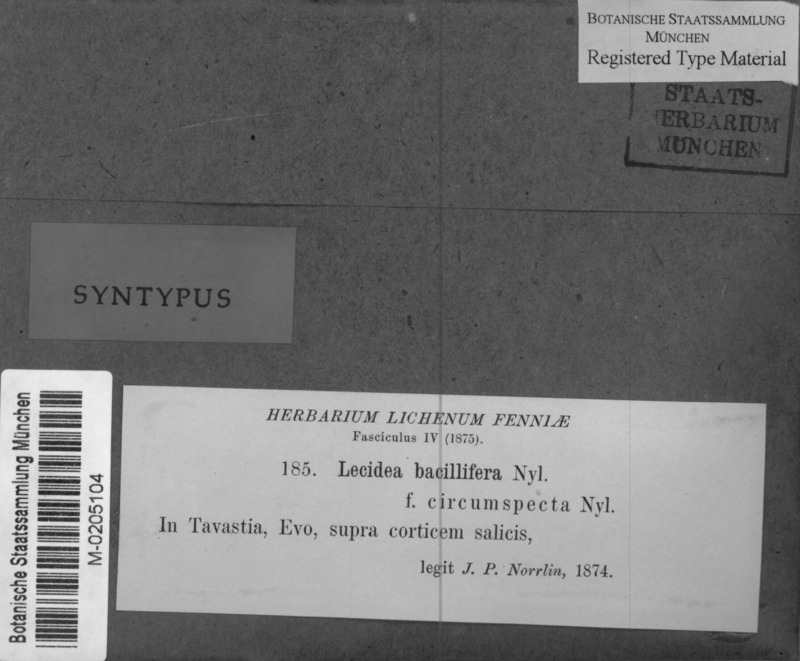 BOTANISCHE STAATSSAMMLUNG
MÜNCHEN
Registered Type Material
STAATS-
HERBARIUM
MÜNCHEN
SYNTYPUS
Botanische Staatssammlung München
M-0205104
HERBARIUM LICHENUM FENNIÆ
Fasciculus IV (1875).
185. Lecidea bacillifera Nyl.
f. circumspecta Nyl.
In Tavastia, Evo, supra corticem salicis,
legit J. P. Norrlin, 1874.